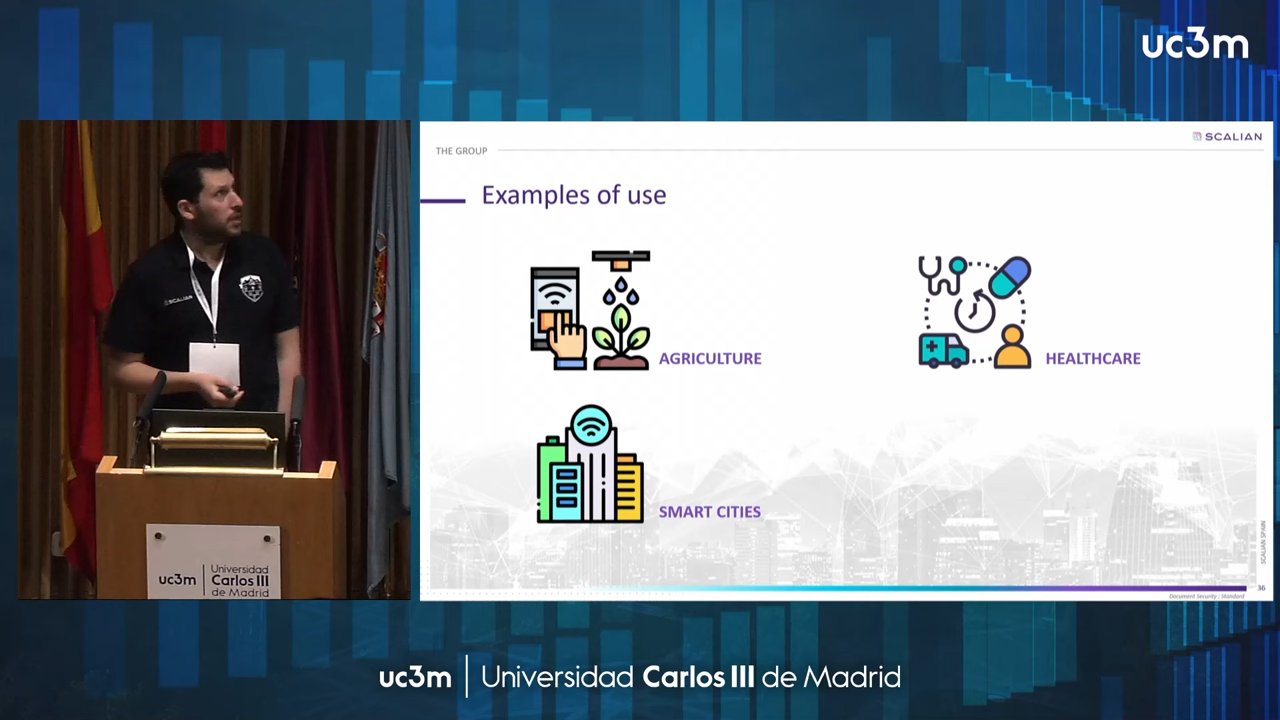 uc3m
THE GROUP
SCALIAN
Examples of use
AGRICULTURE
HEALTHCARE
SMART CITIES
SCALIAN SPAIN
36
Document Security : Standard
SCALIAN
uc3m
Universidad
Carlos III
de Madrid
uc3m | Universidad Carlos III de Madrid